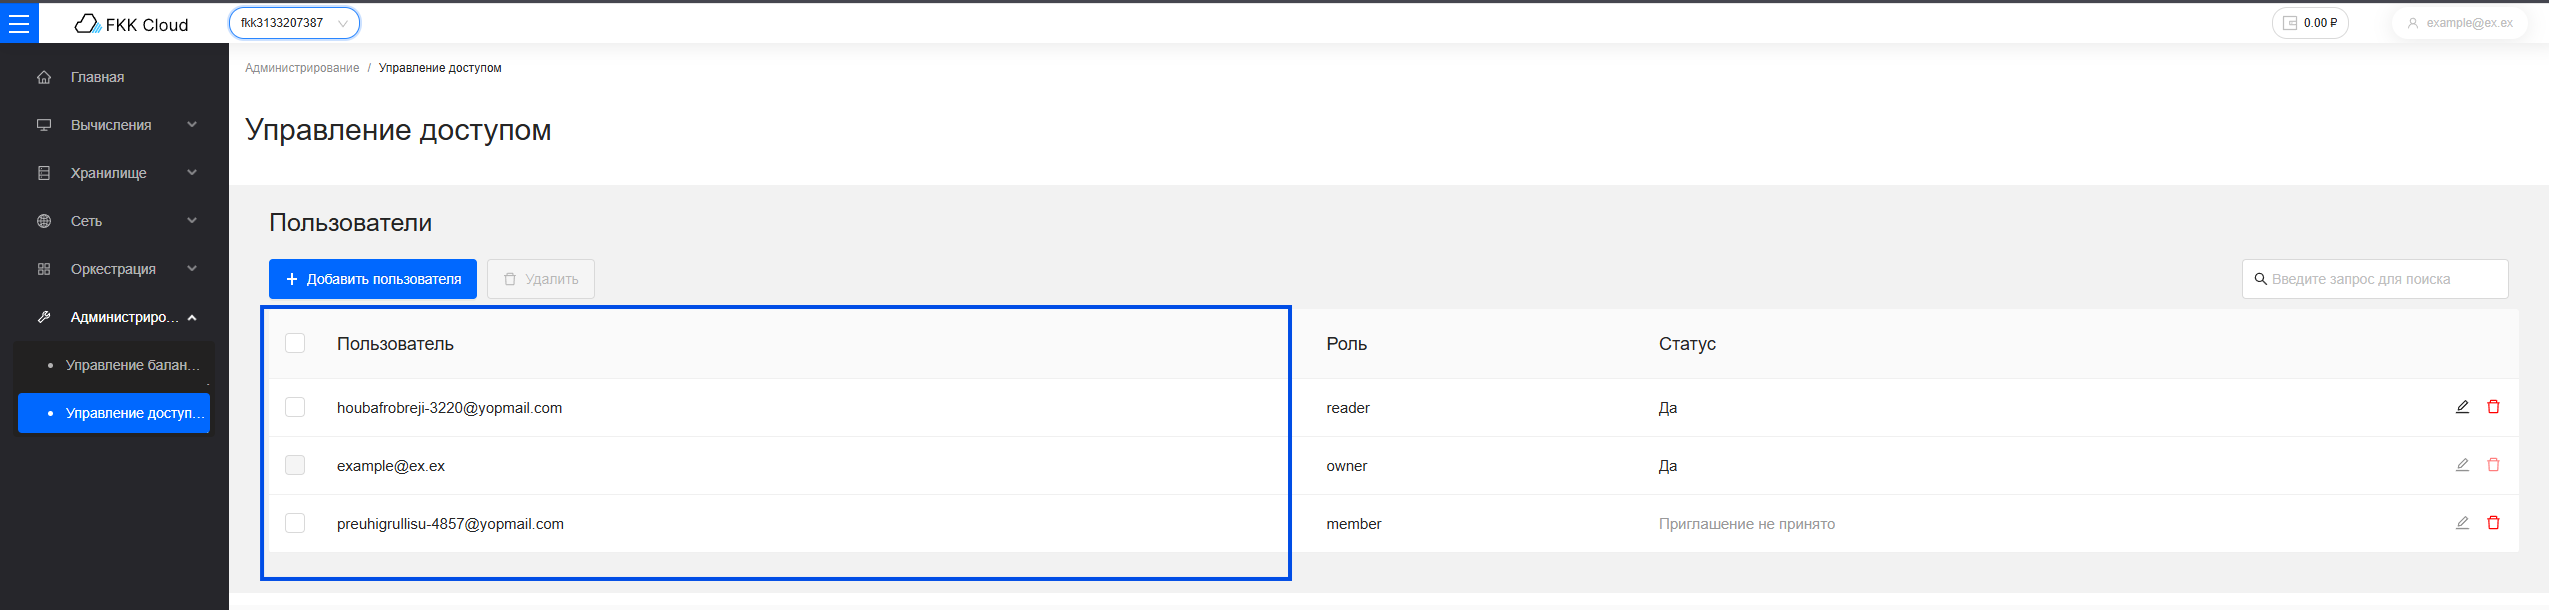 FKK Cloud
fkk3133207387
0.00 ₽
example@ex.ex
Главная
Вычисления
Хранилище
Сеть
Оркестрация
Администриро...
Управление балан...
Управление доступ...
Администрирование / Управление доступом
Управление доступом
Пользователи
+ Добавить пользователя
Удалить
Введите запрос для поиска
Пользователь Роль Статус
houbafrobreji-3220@yopmail.com reader Да
example@ex.ex owner Да
preuhigrullisu-4857@yopmail.com member Приглашение не принято